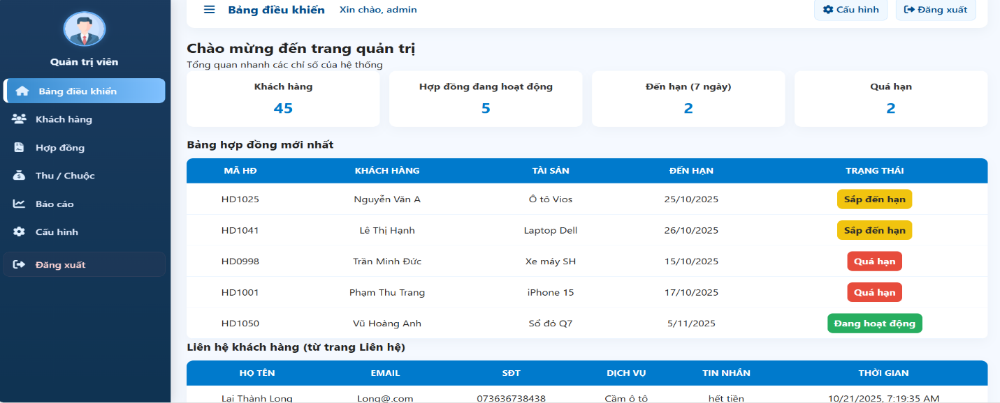 Bảng điều khiển Xin chào, admin Cấu hình Đăng xuất
Quản trị viên
Bảng điều khiển
Khách hàng
Hợp đồng
Thu / Chuộc
Báo cáo
Cấu hình
Đăng xuất
Chào mừng đến trang quản trị
Tổng quan nhanh các chỉ số của hệ thống
Khách hàng Hợp đồng đang hoạt động Đến hạn (7 ngày) Quá hạn
45 5 2 2
Bảng hợp đồng mới nhất
MÃ HĐ KHÁCH HÀNG TÀI SẢN ĐẾN HẠN TRẠNG THÁI
HD1025 Nguyễn Văn A Ô tô Vios 25/10/2025 Sắp đến hạn
HD1041 Lê Thị Hạnh Laptop Dell 26/10/2025 Sắp đến hạn
HD0998 Trần Minh Đức Xe máy SH 15/10/2025 Quá hạn
HD1001 Phạm Thu Trang iPhone 15 17/10/2025 Quá hạn
HD1050 Vũ Hoàng Anh Sổ đỏ Q7 5/11/2025 Đang hoạt động
Liên hệ khách hàng (từ trang Liên hệ)
HỌ TÊN EMAIL SĐT DỊCH VỤ TIN NHẮN THỜI GIAN
Lại Thành Long Long@.com 073636738438 Cầm ô tô hết tiền 10/21/2025, 7:19:35 AM